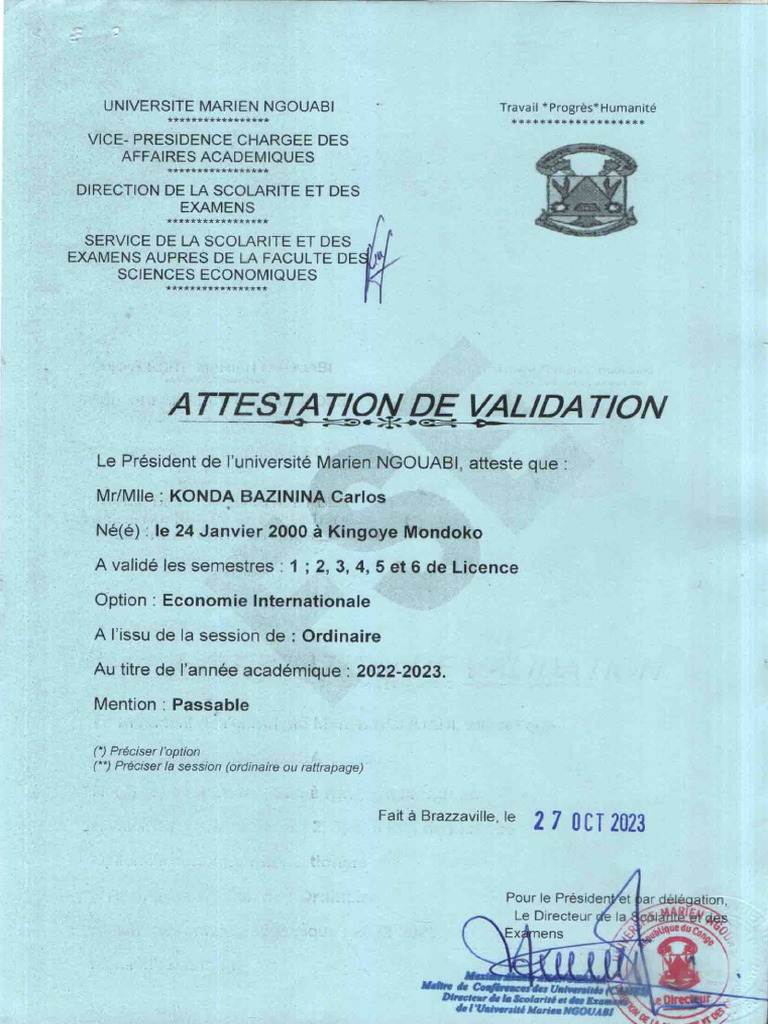 UNIVERSITE MARIEN NGOUABI
*****************
VICE- PRESIDENCE CHARGEE DES
AFFAIRES ACADEMIQUES
*****************
DIRECTION DE LA SCOLARITE ET DES
EXAMENS
*****************
SERVICE DE LA SCOLARITE ET DES
EXAMENS AUPRES DE LA FACULTE DES
SCIENCES ECONOMIQUES
*****************
Travail *Progrès*Humanité
*******************
ATTESTATION DE VALIDATION
Le Président de l'université Marien NGOUABI, atteste que :
Mr/Mlle : KONDA BAZININA Carlos
Né(é) : le 24 Janvier 2000 à Kingoye Mondoko
A validé les semestres : 1 ; 2, 3, 4, 5 et 6 de Licence
Option : Economie Internationale
A l'issu de la session de : Ordinaire
Au titre de l'année académique : 2022-2023.
Mention : Passable
(*) Préciser l'option
(**) Préciser la session (ordinaire ou rattrapage)
Fait à Brazzaville, le 27 OCT 2023
Pour le Président et par délégation,
Le Directeur de la Scolarité et des
Examens
Maître de Conférences des Universités
Directeur de la Scolarité et des Examens
de l'Université Marien NGOUABI
République du Congo
Le Directeur
FSE